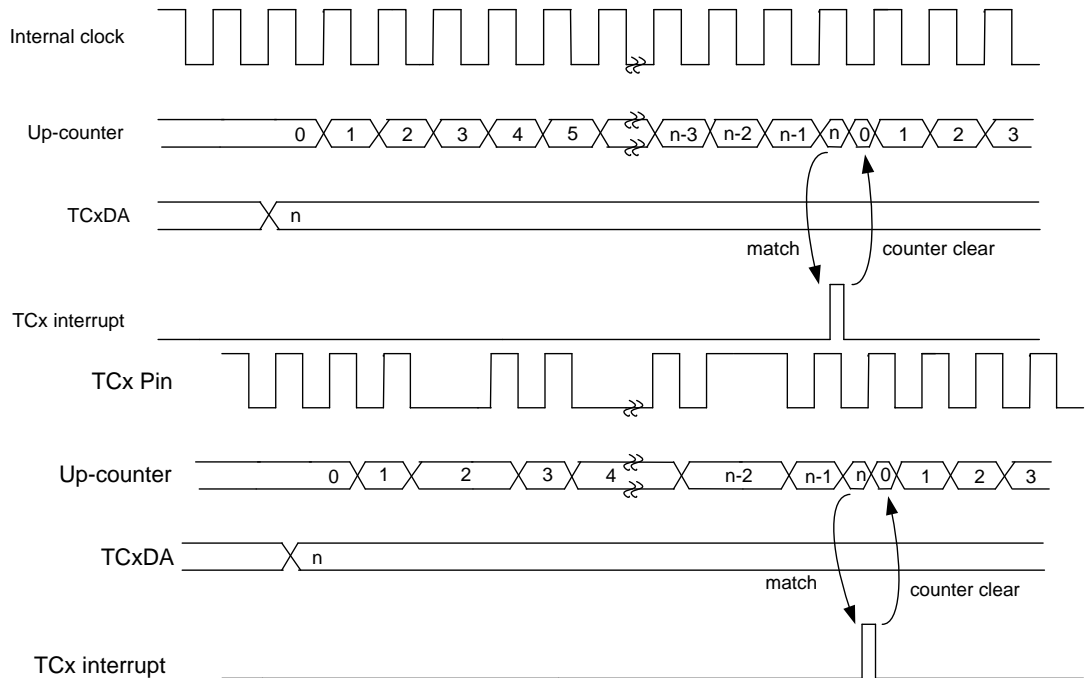 Internal clock
Up-counter 0 1 2 3 4 5 n-3 n-2 n-1 n 0 1 2 3
TCxDA n
match counter clear
TCx interrupt
TCx Pin
Up-counter 0 1 2 3 4 n-2 n-1 n 0 1 2 3
TCxDA n
match counter clear
TCx interrupt